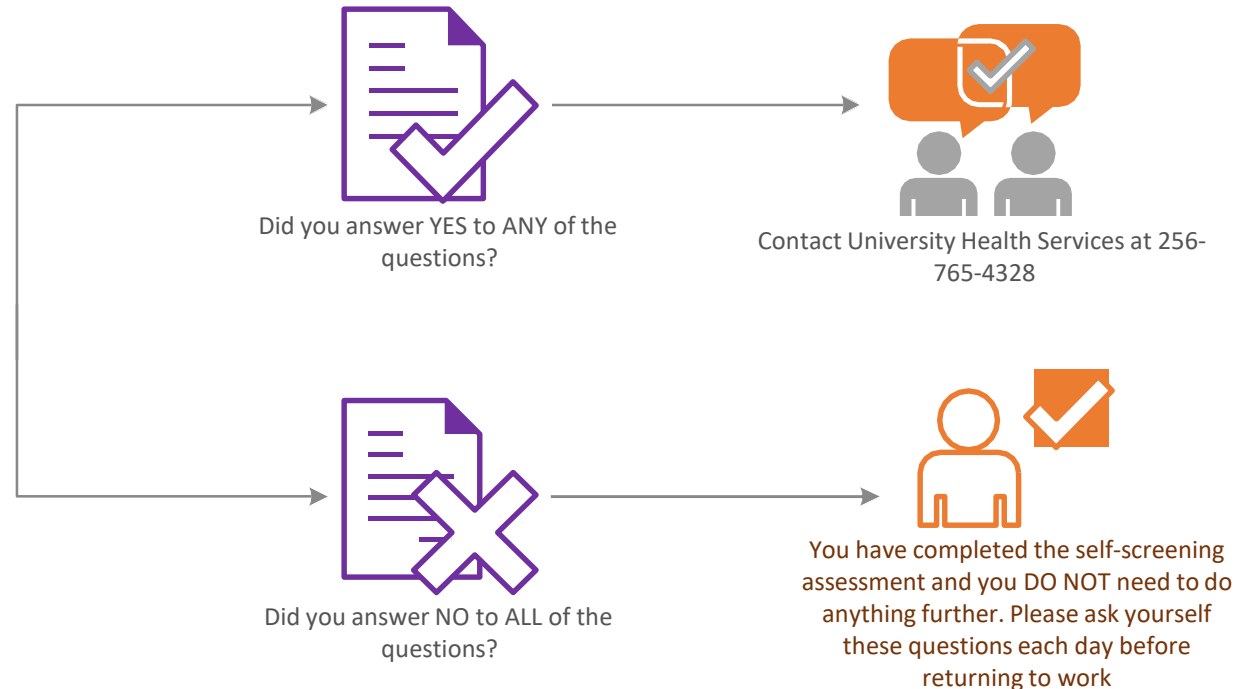 Did you answer YES to ANY of the
questions?
Contact University Health Services at 256-
765-4328
Did you answer NO to ALL of the
questions?
You have completed the self-screening
assessment and you DO NOT need to do
anything further. Please ask yourself
these questions each day before
returning to work